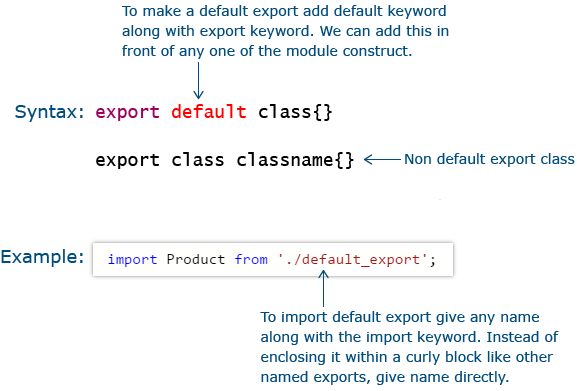 To make a default export add default keyword
along with export keyword. We can add this in
front of any one of the module construct.
Syntax: export default class{}
export class classname{} Non default export class
Example: import Product from './default_export';
To import default export give any name
along with the import keyword. Instead of
enclosing it within a curly block like other
named exports, give name directly.